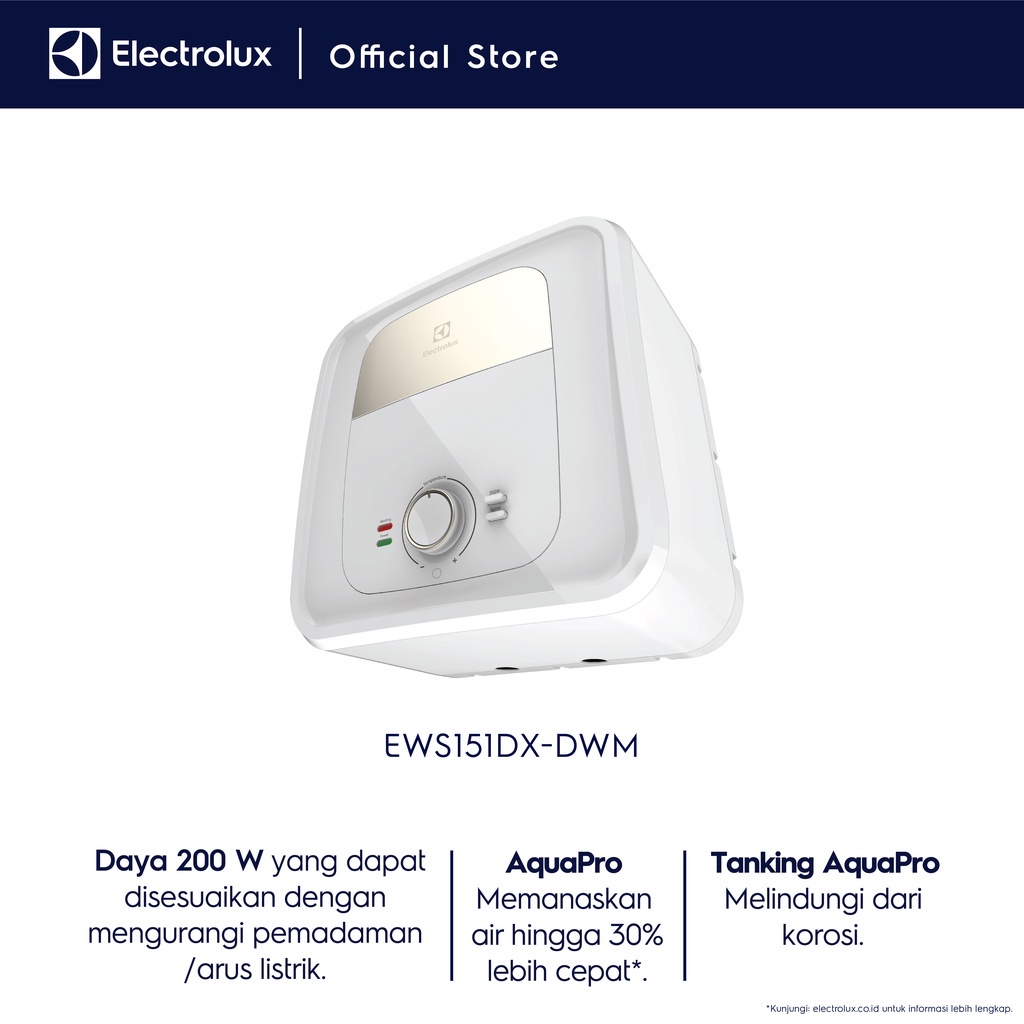 Electrolux | Official Store
Electrolux
temperature
Heating
Power
- +
EWS151DX-DWM
Daya 200 W yang dapat
disesuaikan dengan
mengurangi pemadaman
/arus listrik.
AquaPro
Memanaskan
air hingga 30%
lebih cepat*.
Tanking AquaPro
Melindungi dari
korosi.
*Kunjungi: electrolux.co.id untuk informasi lebih lengkap.